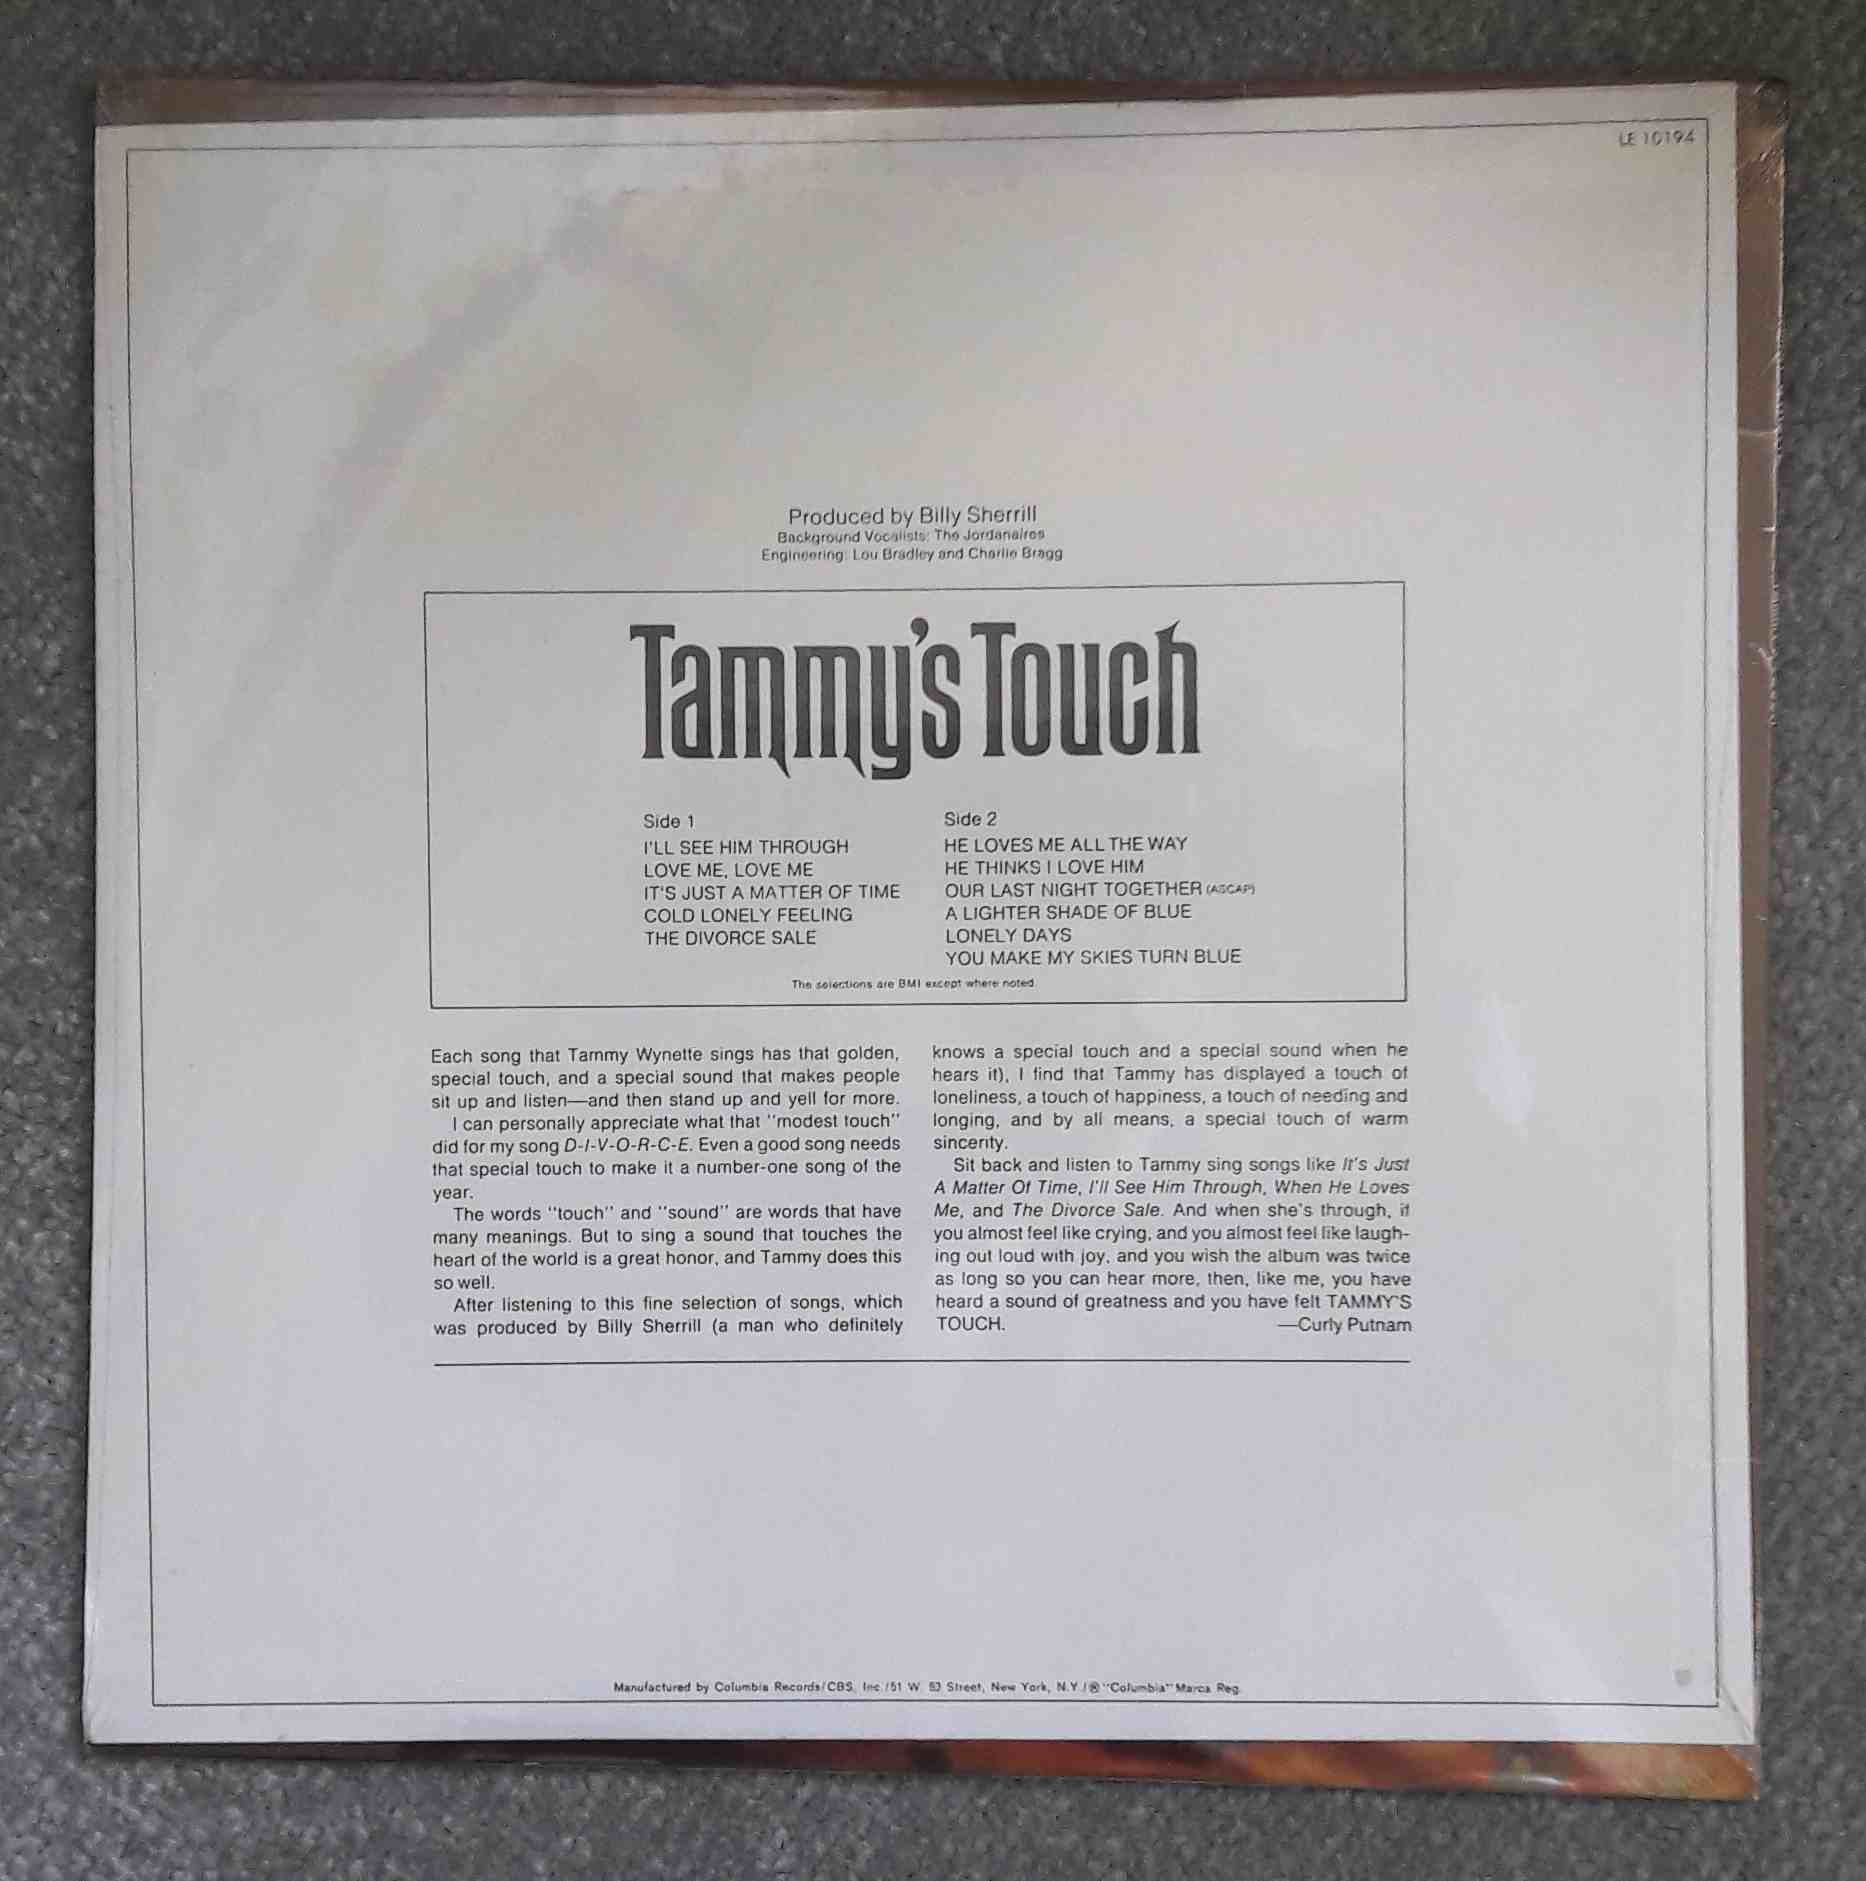 LE 10194
Produced by Billy Sherrill
Background Vocalists: The Jordanaires
Engineering: Lou Bradley and Charlie Bragg
Tammy's Touch
Side 1
I'LL SEE HIM THROUGH
LOVE ME, LOVE ME
IT'S JUST A MATTER OF TIME
COLD LONELY FEELING
THE DIVORCE SALE
Side 2
HE LOVES ME ALL THE WAY
HE THINKS I LOVE HIM
OUR LAST NIGHT TOGETHER (ASCAP)
A LIGHTER SHADE OF BLUE
LONELY DAYS
YOU MAKE MY SKIES TURN BLUE
The selections are BMI except where noted.
Each song that Tammy Wynette sings has that golden,
special touch, and a special sound that makes people
sit up and listen—and then stand up and yell for more.
I can personally appreciate what that "modest touch"
did for my song D-I-V-O-R-C-E. Even a good song needs
that special touch to make it a number-one song of the
year.
The words "touch" and "sound" are words that have
many meanings. But to sing a sound that touches the
heart of the world is a great honor, and Tammy does this
so well.
After listening to this fine selection of songs, which
was produced by Billy Sherrill (a man who definitely
knows a special touch and a special sound when he
hears it), I find that Tammy has displayed a touch of
loneliness, a touch of happiness, a touch of needing and
longing, and by all means, a special touch of warm
sincerity.
Sit back and listen to Tammy sing songs like It's Just
A Matter Of Time, I'll See Him Through, When He Loves
Me, and The Divorce Sale. And when she's through, if
you almost feel like crying, and you almost feel like laugh-
ing out loud with joy, and you wish the album was twice
as long so you can hear more, then, like me, you have
heard a sound of greatness and you have felt TAMMY'S
TOUCH. —Curly Putnam
Manufactured by Columbia Records/CBS, Inc./51 W. 52 Street, New York, N.Y./® "Columbia" Marca Reg.